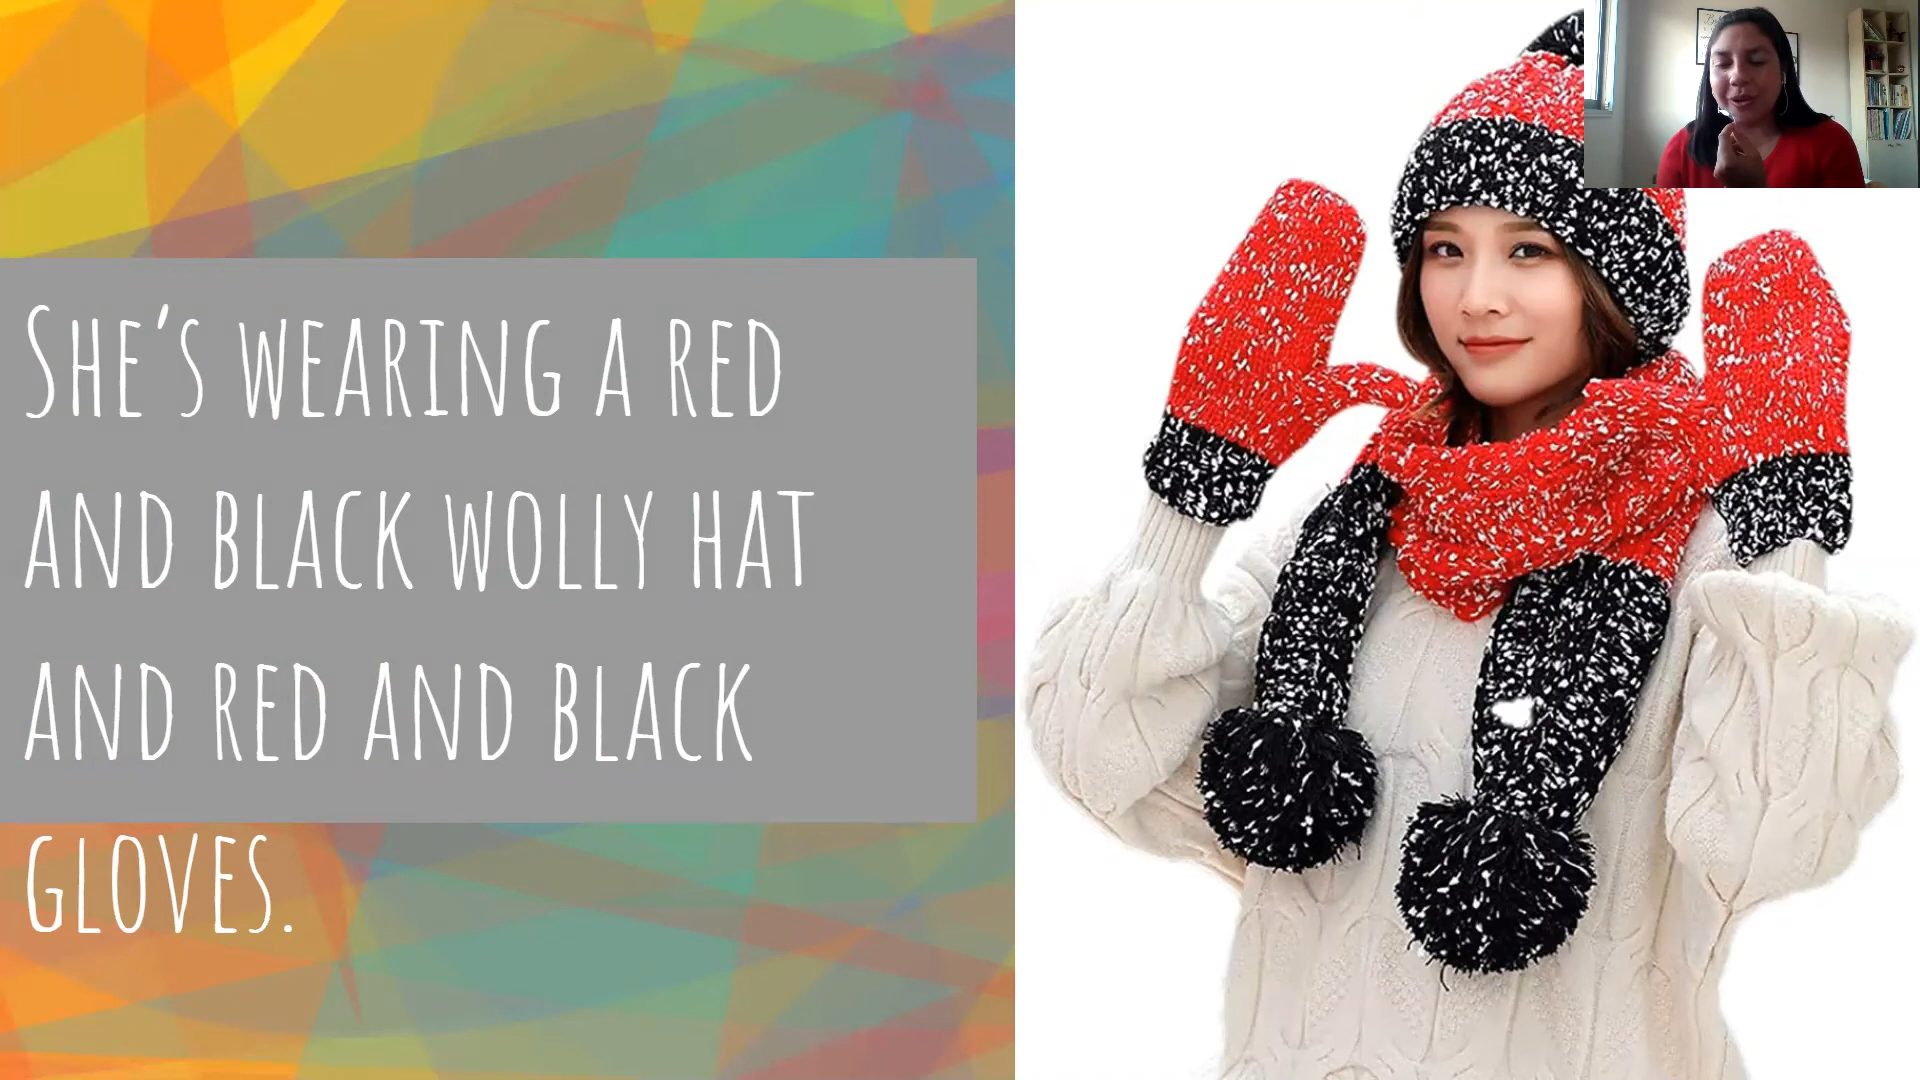 She's wearing a red
and black wolly hat
and red and black
gloves.